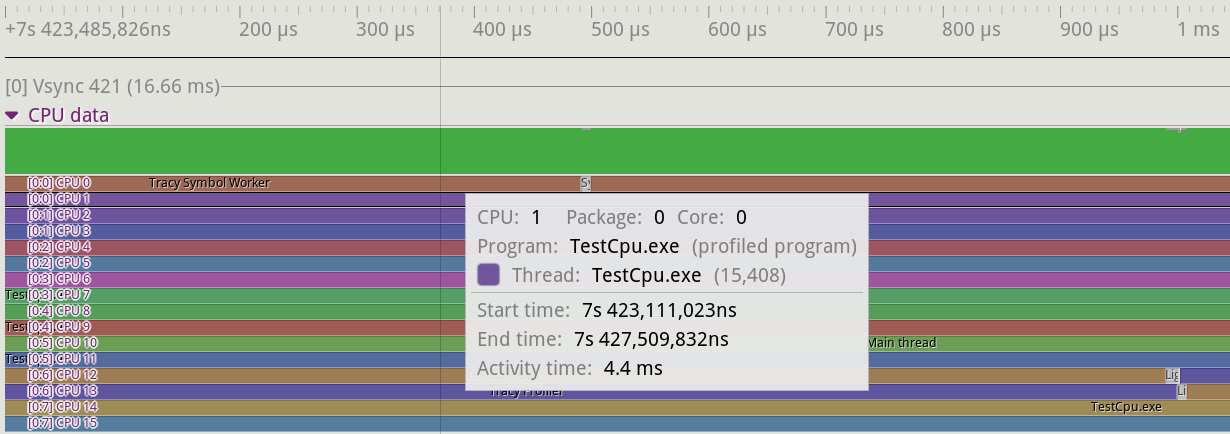 +7s 423,485,826ns 200 µs 300 µs 400 µs 500 µs 600 µs 700 µs 800 µs 900 µs 1 ms
[0] Vsync 421 (16.66 ms)
CPU data
[0:0] CPU 0 Tracy Symbol Worker Sy
[0:0] CPU 1
[0:1] CPU 2
[0:1] CPU 3
[0:2] CPU 4
[0:2] CPU 5
[0:3] CPU 6
[0:3] CPU 7
[0:4] CPU 8
[0:4] CPU 9
[0:5] CPU 10 Main thread
[0:5] CPU 11
[0:6] CPU 12 Lig
[0:6] CPU 13 Tracy Profiler Li
[0:7] CPU 14 TestCpu.exe
[0:7] CPU 15
CPU: 1 Package: 0 Core: 0
Program: TestCpu.exe (profiled program)
Thread: TestCpu.exe (15,408)
Start time: 7s 423,111,023ns
End time: 7s 427,509,832ns
Activity time: 4.4 ms